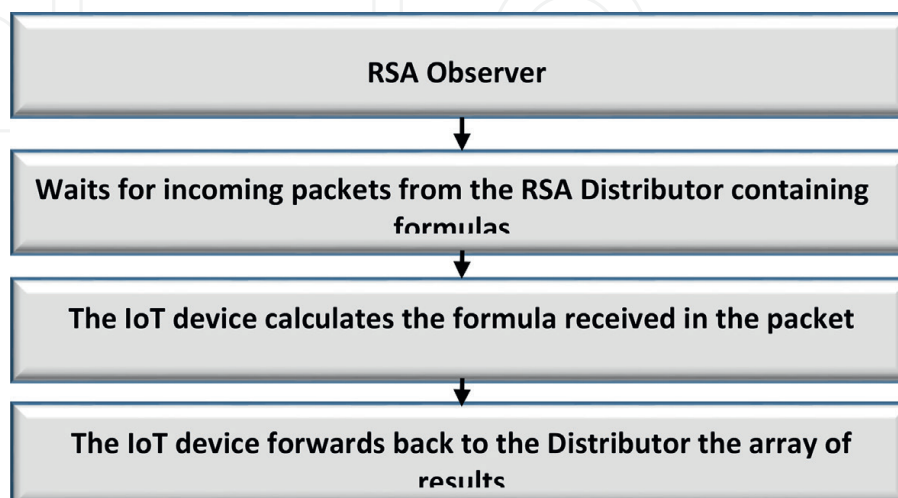 RSA Observer
Waits for incoming packets from the RSA Distributor containing
formulas
The IoT device calculates the formula received in the packet
The IoT device forwards back to the Distributor the array of
results